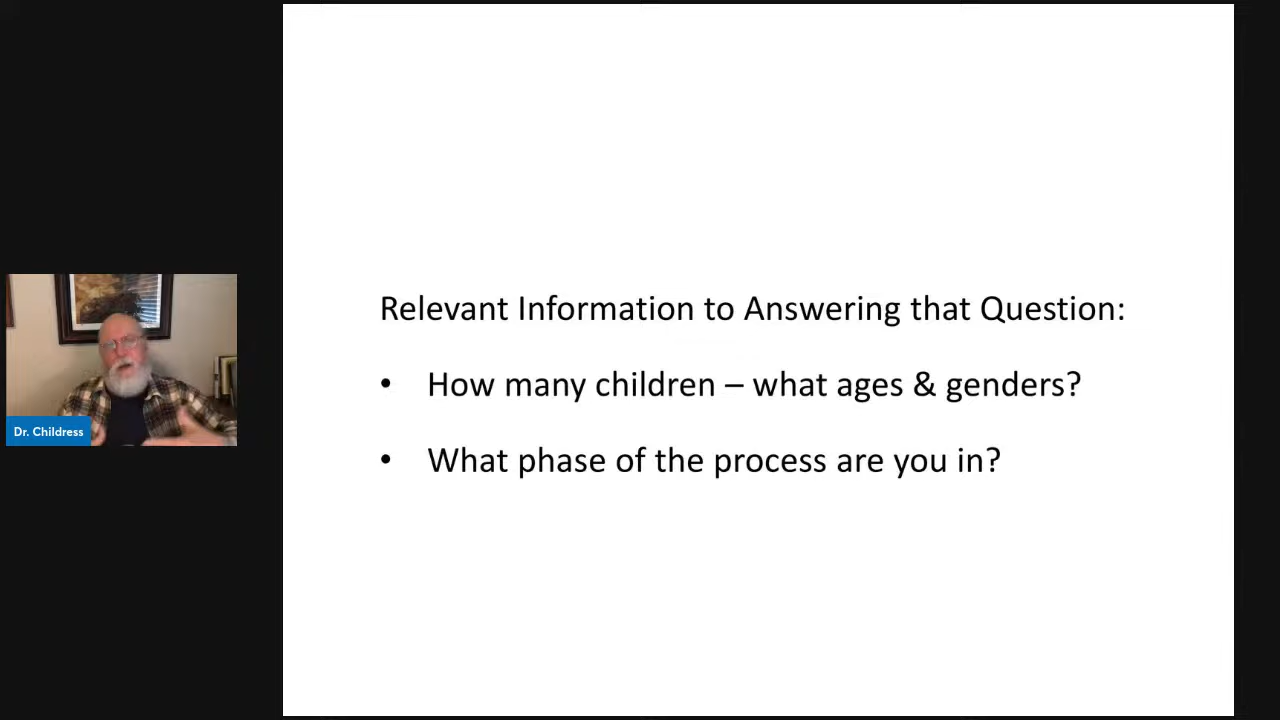 Relevant Information to Answering that Question:
• How many children – what ages & genders?
• What phase of the process are you in?
Dr. Childress